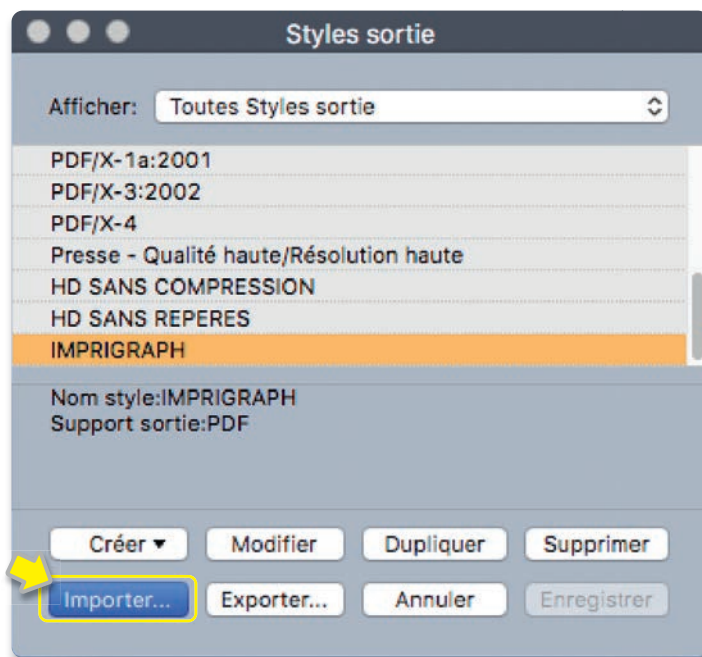 Styles sortie
Afficher: Toutes Styles sortie
PDF/X-1a:2001
PDF/X-3:2002
PDF/X-4
Presse - Qualité haute/Résolution haute
HD SANS COMPRESSION
HD SANS REPERES
IMPRIGRAPH
Nom style:IMPRIGRAPH
Support sortie:PDF
Créer Modifier Dupliquer Supprimer
Importer... Exporter... Annuler Enregistrer